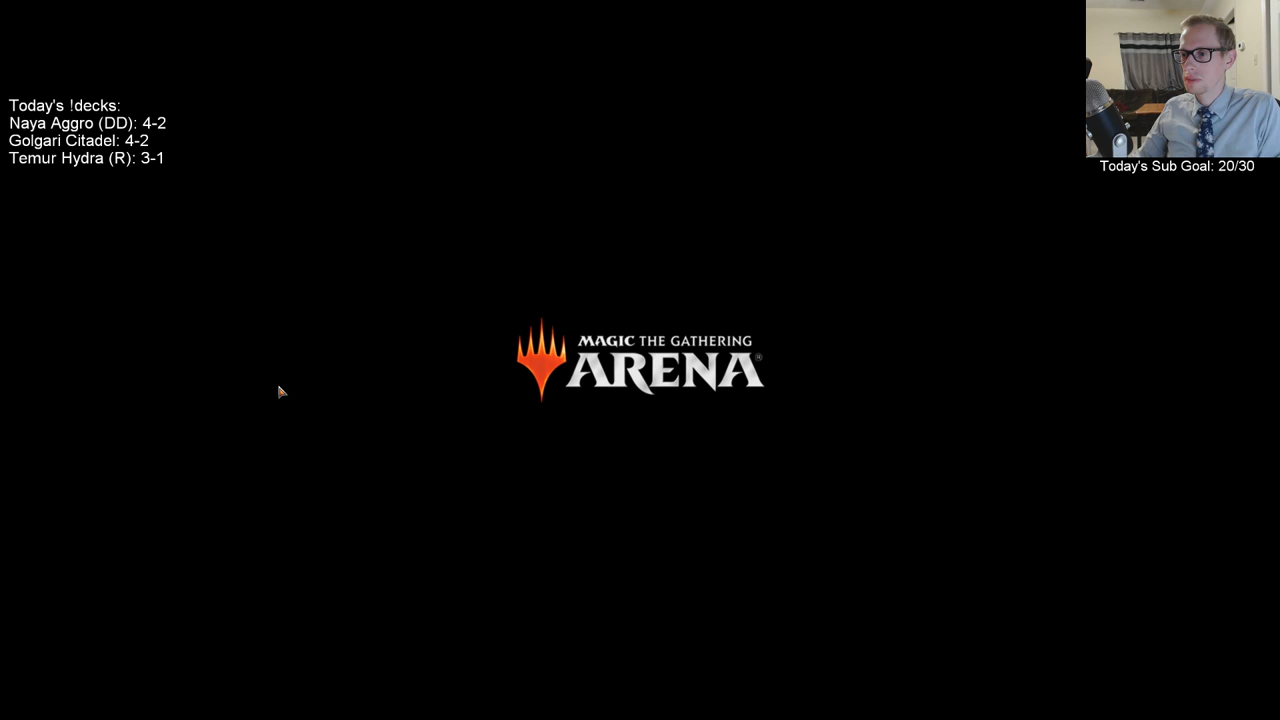 Today's !decks:
Naya Aggro (DD): 4-2
Golgari Citadel: 4-2
Temur Hydra (R): 3-1
Today's Sub Goal: 20/30
MAGIC THE GATHERING
ARENA®